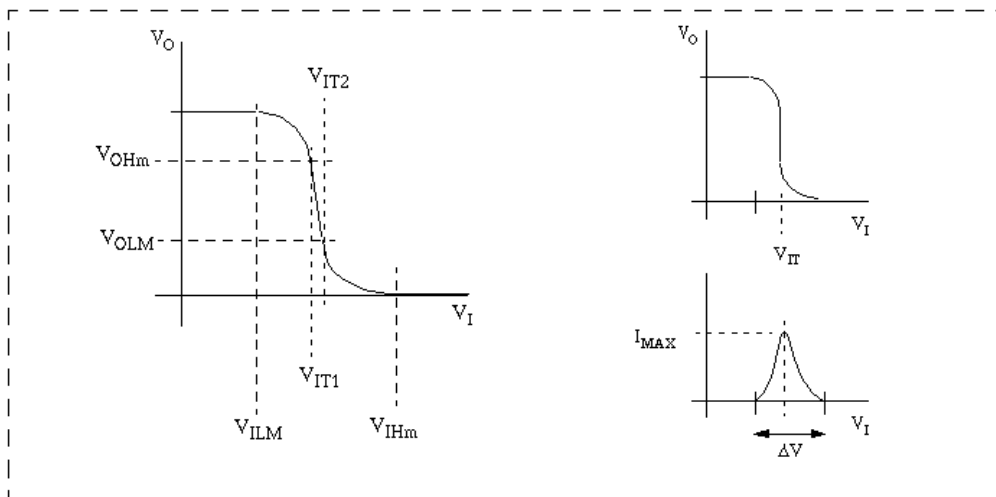 V_O
V_IT2
V_OHm
V_OLM
V_I
V_IT1
V_ILM
V_IHm
V_O
V_I
V_IT
I_MAX
V_I
ΔV